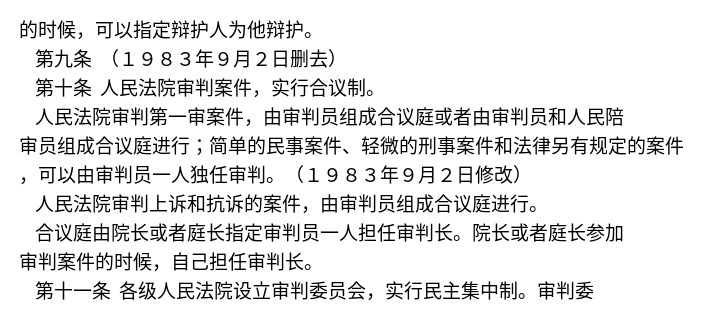 的时候，可以指定辩护人为他辩护。
第九条 （１９８３年９月２日删去）
第十条 人民法院审判案件，实行合议制。
人民法院审判第一审案件，由审判员组成合议庭或者由审判员和人民陪
审员组成合议庭进行；简单的民事案件、轻微的刑事案件和法律另有规定的案件
，可以由审判员一人独任审判。（１９８３年９月２日修改）
人民法院审判上诉和抗诉的案件，由审判员组成合议庭进行。
合议庭由院长或者庭长指定审判员一人担任审判长。院长或者庭长参加
审判案件的时候，自己担任审判长。
第十一条 各级人民法院设立审判委员会，实行民主集中制。审判委